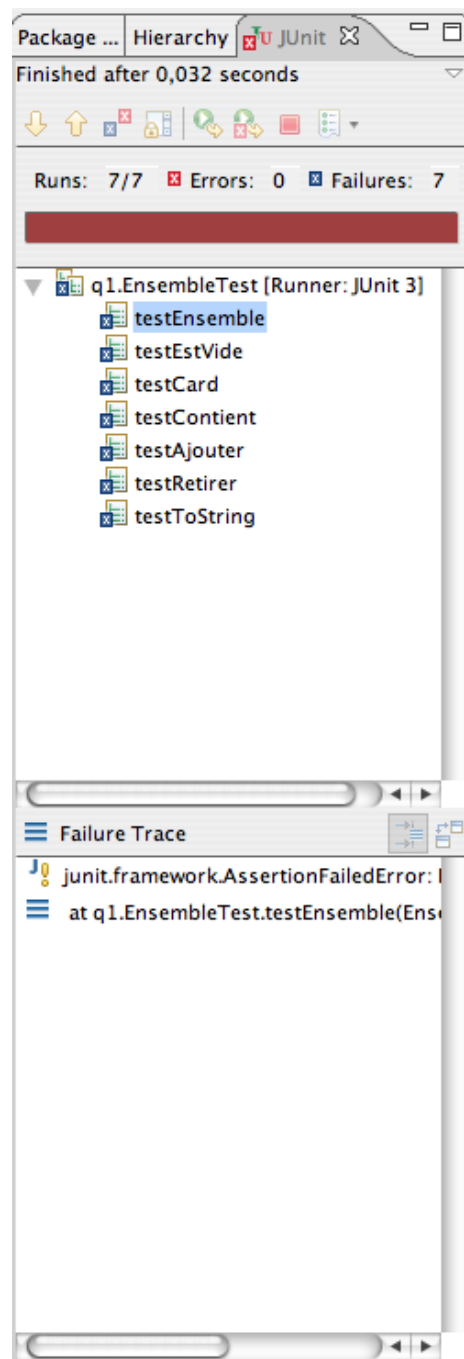 Package ... Hierarchy JUnit
Finished after 0,032 seconds
Runs: 7/7 Errors: 0 Failures: 7
q1.EnsembleTest [Runner: JUnit 3]
testEnsemble
testEstVide
testCard
testContient
testAjouter
testRetirer
testToString
Failure Trace
junit.framework.AssertionFailedError:
at q1.EnsembleTest.testEnsemble(Ense